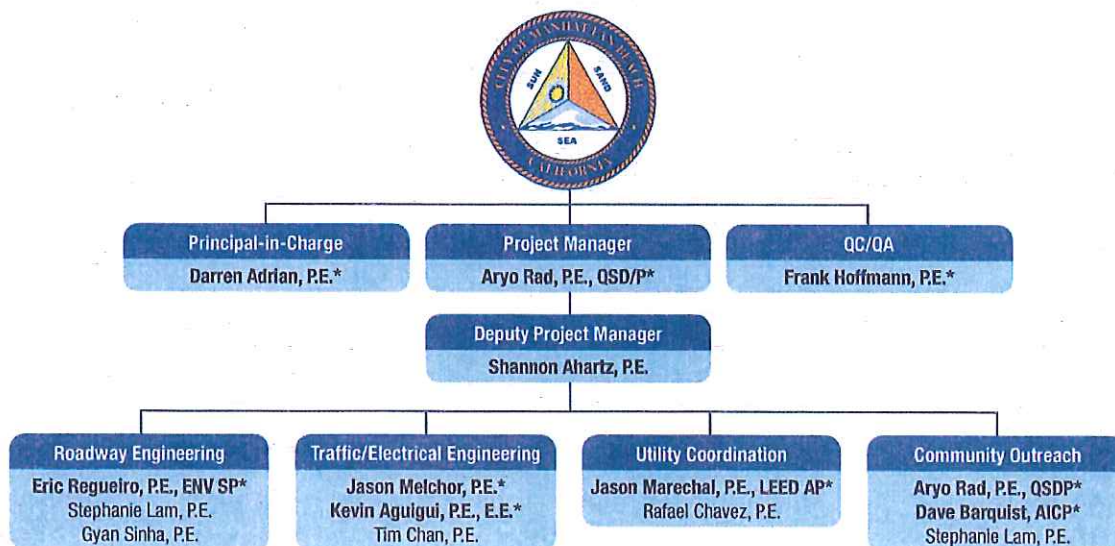 CITY OF MANHATTAN BEACH
SUN
SAND
SEA
CALIFORNIA
Principal-in-Charge
Darren Adrian, P.E.*
Project Manager
Aryo Rad, P.E., QSD/P*
QC/QA
Frank Hoffmann, P.E.*
Deputy Project Manager
Shannon Ahartz, P.E.
Roadway Engineering
Eric Regueiro, P.E., ENV SP*
Stephanie Lam, P.E.
Gyan Sinha, P.E.
Traffic/Electrical Engineering
Jason Melchor, P.E.*
Kevin Aguigui, P.E., E.E.*
Tim Chan, P.E.
Utility Coordination
Jason Marechal, P.E., LEED AP*
Rafael Chavez, P.E.
Community Outreach
Aryo Rad, P.E., QSDP*
Dave Barquist, AICP*
Stephanie Lam, P.E.